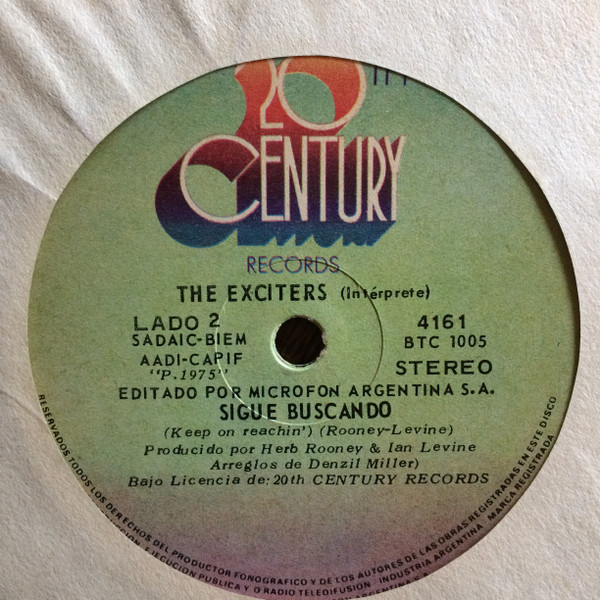 20TH
CENTURY
RECORDS
THE EXCITERS (Intérprete)
LADO 2
SADAIC-BIEM
AADI-CAPIF
"P.1975"
4161
BTC 1005
STEREO
EDITADO POR MICROFON ARGENTINA S.A.
SIGUE BUSCANDO
(Keep on reachin') (Rooney-Levine)
Producido por Herb Rooney & Ian Levine
Arreglos de Denzil Miller)
Bajo Licencia de: 20th CENTURY RECORDS
RESERVADOS TODOS LOS DERECHOS DEL PRODUCTOR FONOGRAFICO Y DE LOS AUTORES DE LAS OBRAS REGISTRADAS EN ESTE DISCO
EJECUCION PUBLICA Y O RADIO TELEDIFUSION INDUSTRIA ARGENTINA MARCA REGISTRADA